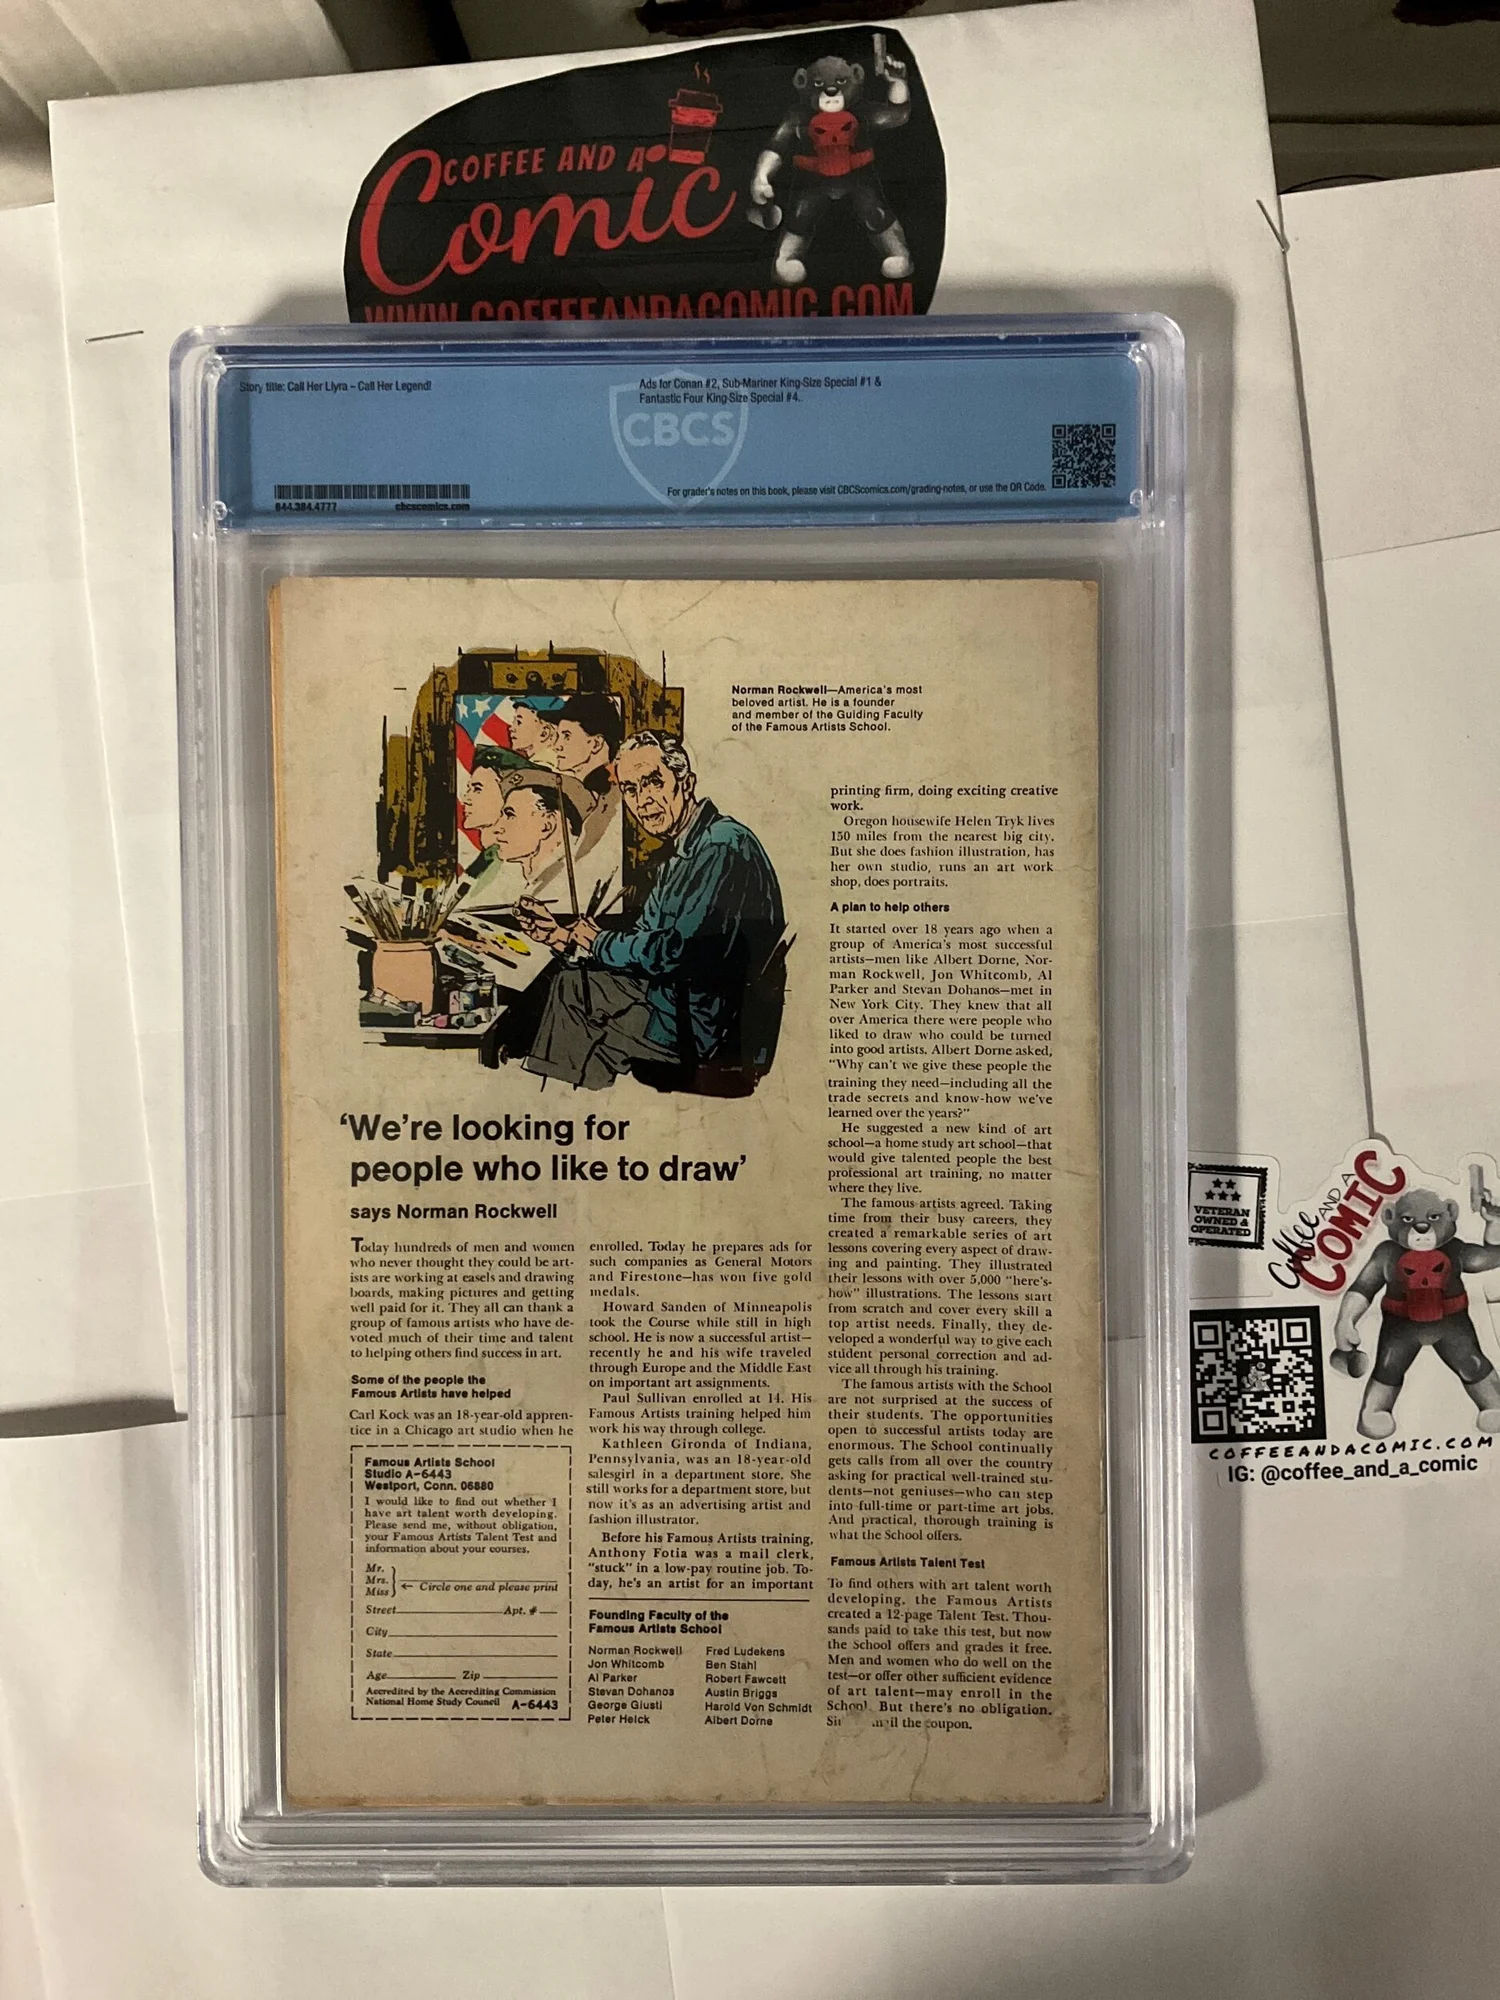 COFFEE AND A
Comic
WWW.COFFEEANDACOMIC.COM
Story title: Call Her Llyra – Call Her Legend!
Ads for Conan #2, Sub-Mariner King-Size Special #1 &
Fantastic Four King-Size Special #4.
CBCS
For grader's notes on this book, please visit CBCScomics.com/grading-notes, or use the QR Code.
cbcscomics.com
Norman Rockwell—America's most
beloved artist. He is a founder
and member of the Guiding Faculty
of the Famous Artists School.
'We're looking for
people who like to draw'
says Norman Rockwell
Today hundreds of men and women
who never thought they could be art-
ists are working at easels and drawing
boards, making pictures and getting
well paid for it. They all can thank a
group of famous artists who have de-
voted much of their time and talent
to helping others find success in art.
Some of the people the
Famous Artists have helped
Carl Kock was an 18-year-old appren-
tice in a Chicago art studio when he
Famous Artists School
Studio A-6443
Westport, Conn. 06880
I would like to find out whether I
have art talent worth developing.
Please send me, without obligation,
your Famous Artists Talent Test and
information about your courses.
Mr.
Mrs.
Miss
← Circle one and please print
Street Apt. #
City
State
Age Zip
Accredited by the Accrediting Commission
National Home Study Council A-6443
enrolled. Today he prepares ads for
such companies as General Motors
and Firestone—has won five gold
medals.
Howard Sanden of Minneapolis
took the Course while still in high
school. He is now a successful artist—
recently he and his wife traveled
through Europe and the Middle East
on important art assignments.
Paul Sullivan enrolled at 14. His
Famous Artists training helped him
work his way through college.
Kathleen Gironda of Indiana,
Pennsylvania, was an 18-year-old
salesgirl in a department store. She
still works for a department store, but
now it's as an advertising artist and
fashion illustrator.
Before his Famous Artists training,
Anthony Fotia was a mail clerk,
"stuck" in a low-pay routine job. To-
day, he's an artist for an important
Founding Faculty of the
Famous Artists School
Norman Rockwell Fred Ludekens
Jon Whitcomb Ben Stahl
Al Parker Robert Fawcett
Stevan Dohanos Austin Briggs
George Giusti Harold Von Schmidt
Peter Helck Albert Dorne
printing firm, doing exciting creative
work.
Oregon housewife Helen Tryk lives
150 miles from the nearest big city.
But she does fashion illustration, has
her own studio, runs an art work
shop, does portraits.
A plan to help others
It started over 18 years ago when a
group of America's most successful
artists—men like Albert Dorne, Nor-
man Rockwell, Jon Whitcomb, Al
Parker and Stevan Dohanos—met in
New York City. They knew that all
over America there were people who
liked to draw who could be turned
into good artists. Albert Dorne asked,
"Why can't we give these people the
training they need—including all the
trade secrets and know-how we've
learned over the years?"
He suggested a new kind of art
school—a home study art school—that
would give talented people the best
professional art training, no matter
where they live.
The famous artists agreed. Taking
time from their busy careers, they
created a remarkable series of art
lessons covering every aspect of draw-
ing and painting. They illustrated
their lessons with over 5,000 "here's-
how" illustrations. The lessons start
from scratch and cover every skill a
top artist needs. Finally, they de-
veloped a wonderful way to give each
student personal correction and ad-
vice all through his training.
The famous artists with the School
are not surprised at the success of
their students. The opportunities
open to successful artists today are
enormous. The School continually
gets calls from all over the country
asking for practical well-trained stu-
dents—not geniuses—who can step
into full-time or part-time art jobs.
And practical, thorough training is
what the School offers.
Famous Artists Talent Test
To find others with art talent worth
developing, the Famous Artists
created a 12-page Talent Test. Thou-
sands paid to take this test, but now
the School offers and grades it free.
Men and women who do well on the
test—or offer other sufficient evidence
of art talent—may enroll in the
School. But there's no obligation.
the coupon.
VETERAN
OWNED &
OPERATED
Coffee AND A
COMIC
COFFEEANDACOMIC.COM
IG: @coffee_and_a_comic